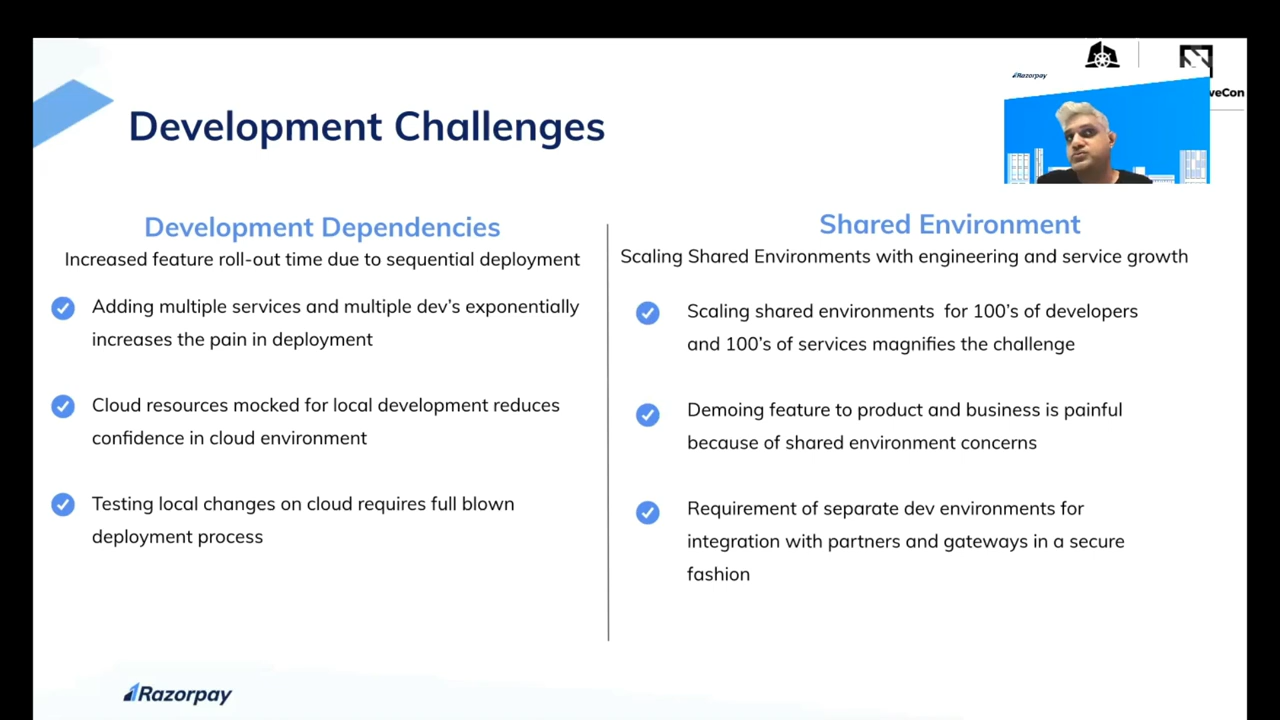 Razorpay
veCon
Development Challenges
Development Dependencies
Increased feature roll-out time due to sequential deployment
Adding multiple services and multiple dev's exponentially
increases the pain in deployment
Cloud resources mocked for local development reduces
confidence in cloud environment
Testing local changes on cloud requires full blown
deployment process
Shared Environment
Scaling Shared Environments with engineering and service growth
Scaling shared environments  for 100's of developers
and 100's of services magnifies the challenge
Demoing feature to product and business is painful
because of shared environment concerns
Requirement of separate dev environments for
integration with partners and gateways in a secure
fashion
Razorpay